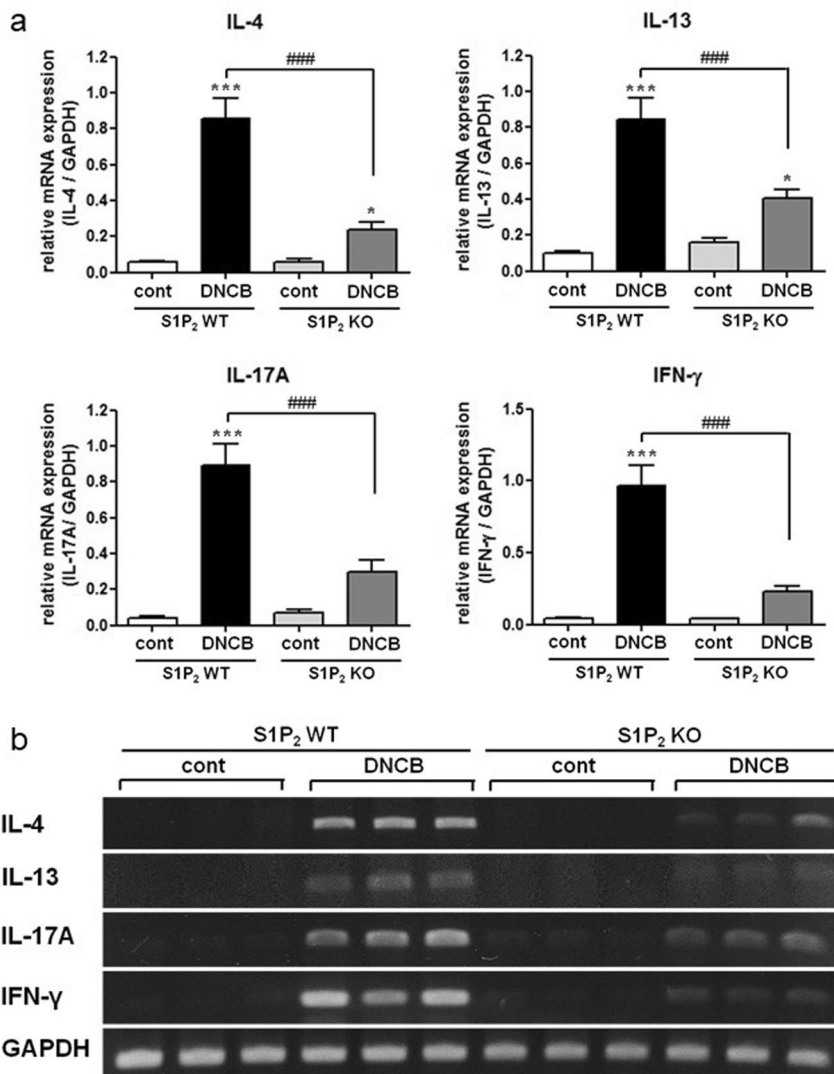 a
IL-4
relative mRNA expression
(IL-4 / GAPDH)
1.2
1.0
0.8
0.6
0.4
0.2
0.0
###
***
*
cont DNCB cont DNCB
S1P₂ WT S1P₂ KO
IL-13
relative mRNA expression
(IL-13 / GAPDH)
1.2
1.0
0.8
0.6
0.4
0.2
0.0
###
***
*
cont DNCB cont DNCB
S1P₂ WT S1P₂ KO
IL-17A
relative mRNA expression
(IL-17A/ GAPDH)
1.2
1.0
0.8
0.6
0.4
0.2
0.0
###
***
cont DNCB cont DNCB
S1P₂ WT S1P₂ KO
IFN-γ
relative mRNA expression
(IFN-γ / GAPDH)
1.5
1.0
0.5
0.0
###
***
cont DNCB cont DNCB
S1P₂ WT S1P₂ KO
b
S1P₂ WT S1P₂ KO
cont DNCB cont DNCB
IL-4
IL-13
IL-17A
IFN-γ
GAPDH